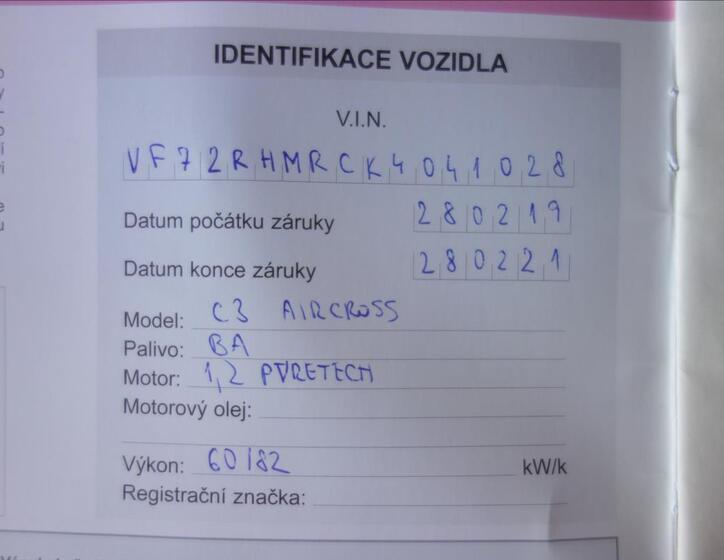 IDENTIFIKACE VOZIDLA
V.I.N.
VF72RHMRCK4041028
Datum počátku záruky 280219
Datum konce záruky 280221
Model: C3 AIRCROSS
Palivo: BA
Motor: 1,2 PURETECH
Motorový olej:
Výkon: 60/82 kW/k
Registrační značka: